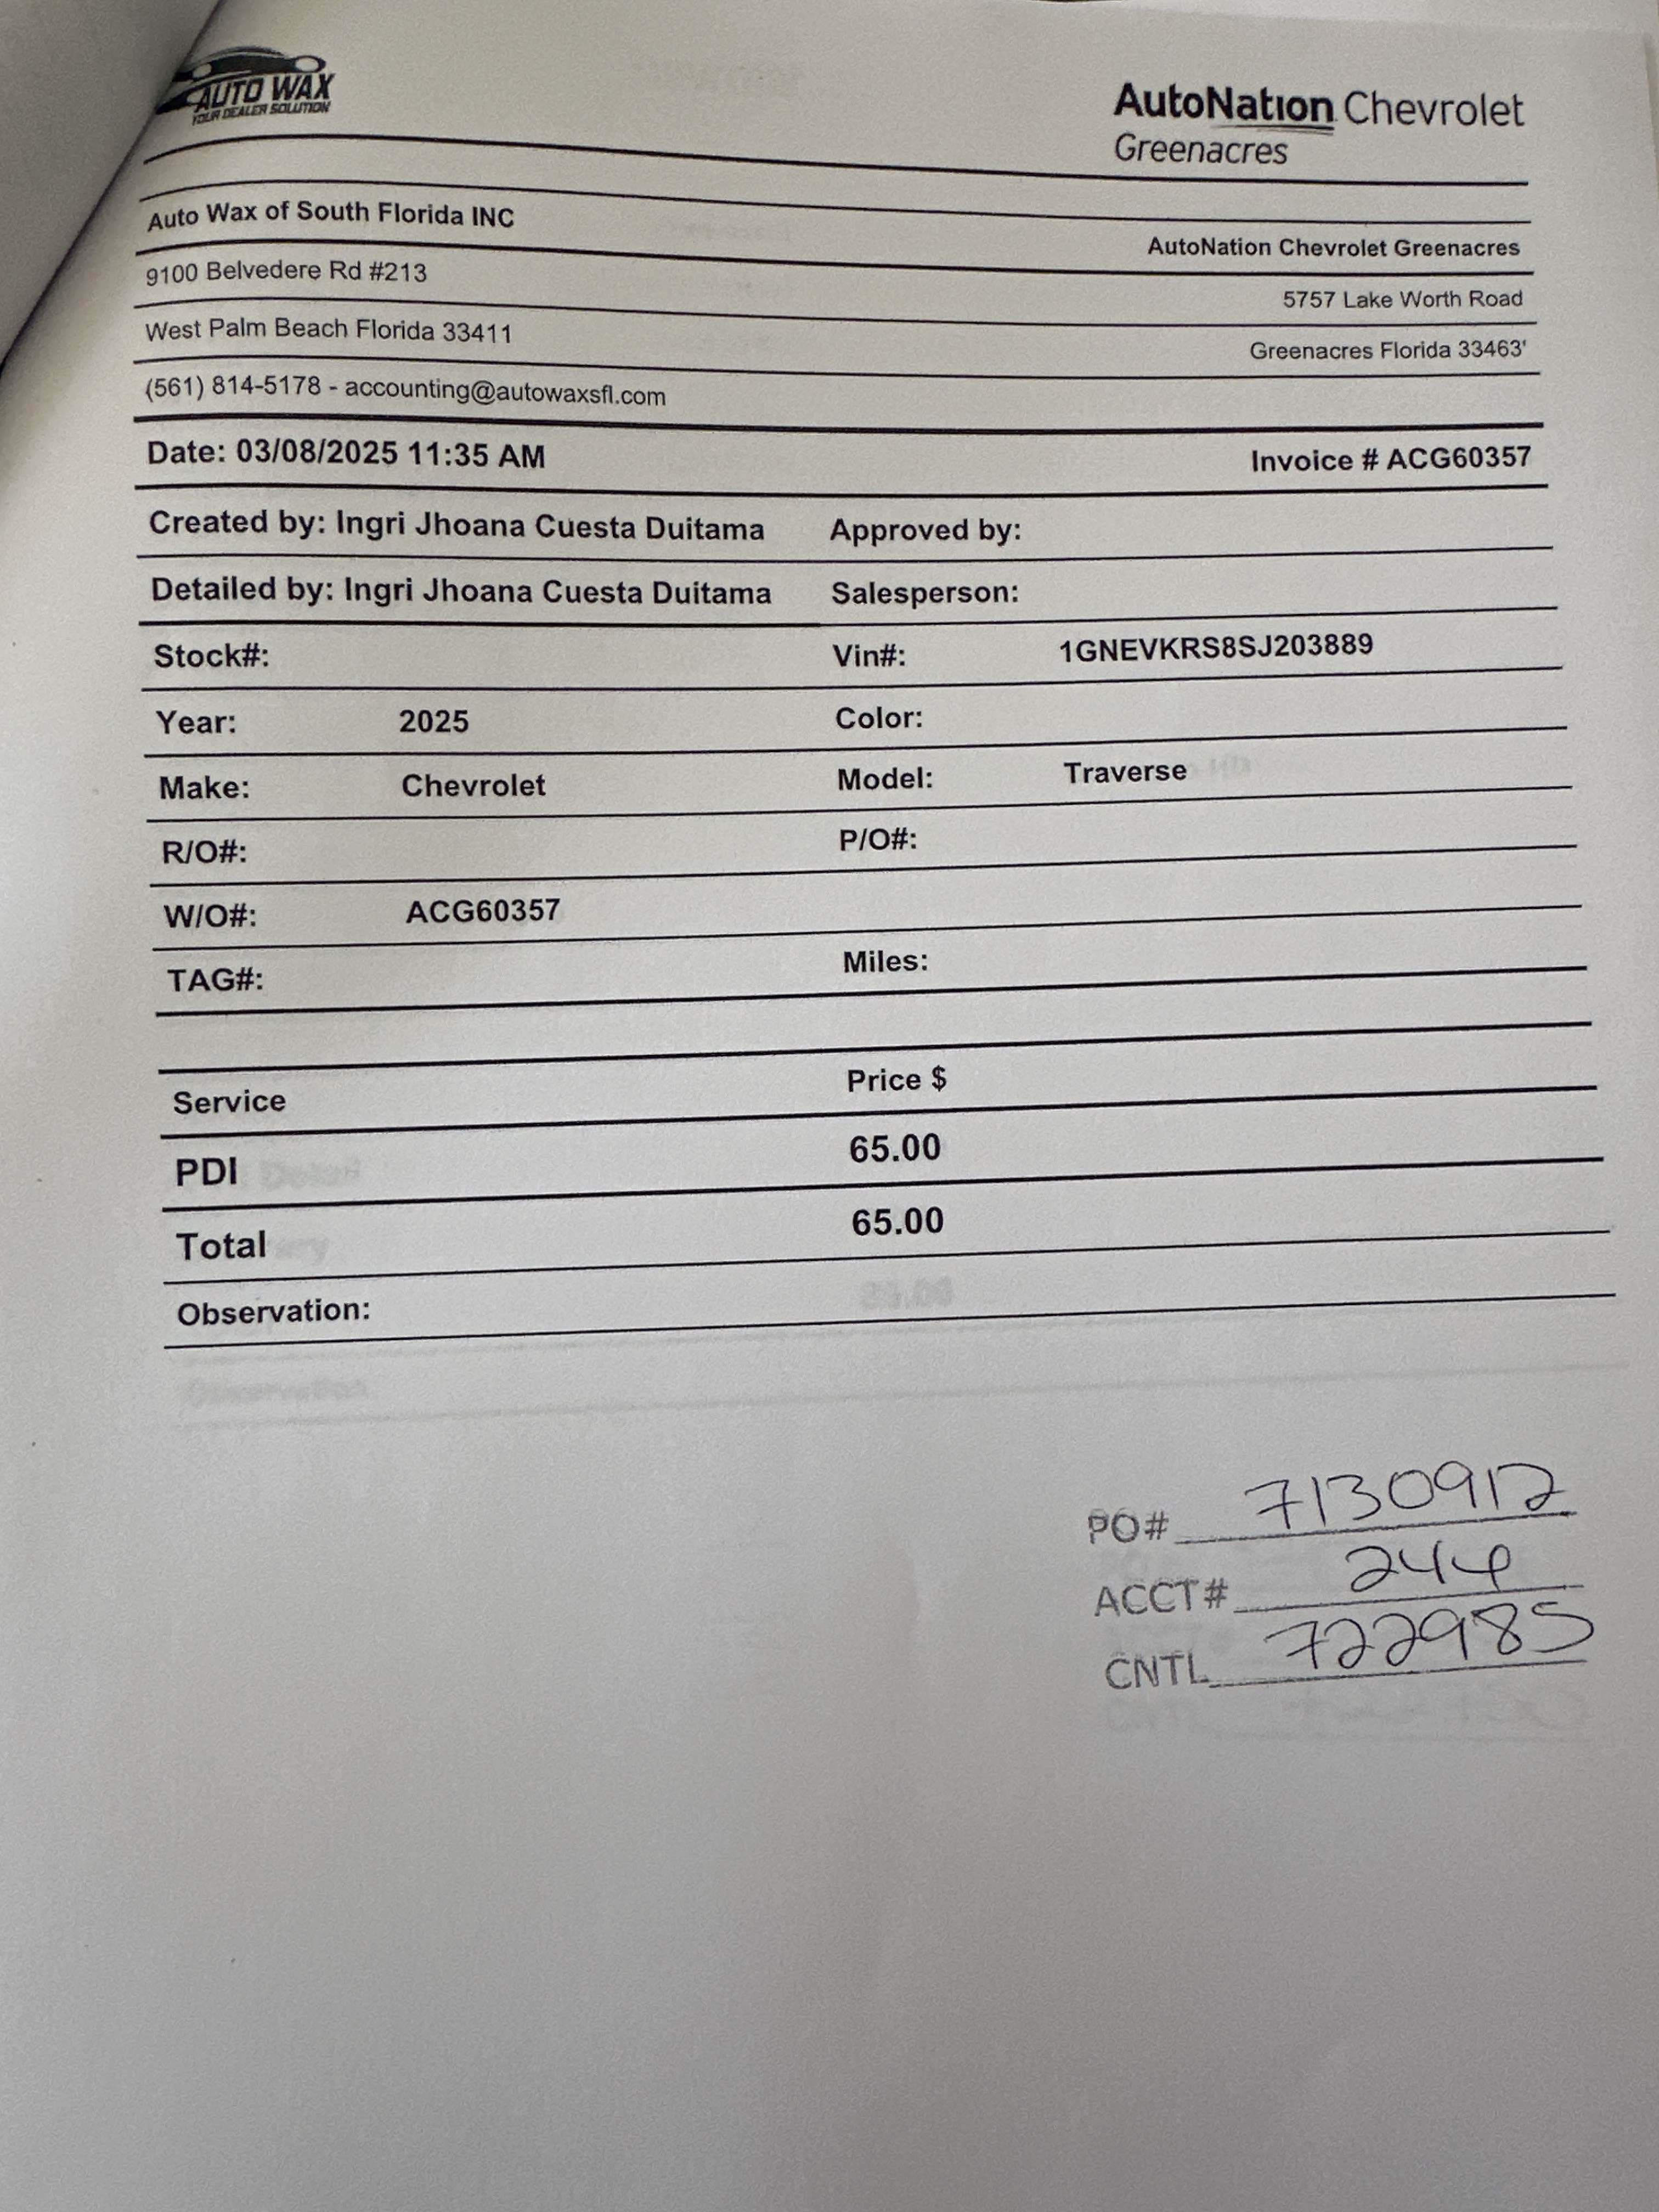 AUTO WAX
YOUR DEALER SOLUTION
AutoNation Chevrolet
Greenacres
Auto Wax of South Florida INC
AutoNation Chevrolet Greenacres
9100 Belvedere Rd #213
5757 Lake Worth Road
West Palm Beach Florida 33411
Greenacres Florida 33463'
(561) 814-5178 - accounting@autowaxsfl.com
Date: 03/08/2025 11:35 AM Invoice # ACG60357
Created by: Ingri Jhoana Cuesta Duitama Approved by:
Detailed by: Ingri Jhoana Cuesta Duitama Salesperson:
Stock#: Vin#: 1GNEVKRS8SJ203889
Year: 2025 Color:
Make: Chevrolet Model: Traverse
R/O#: P/O#:
W/O#: ACG60357
TAG#: Miles:
Service Price $
PDI 65.00
Total 65.00
Observation:
PO# 7130912
ACCT# 244
CNTL 722985